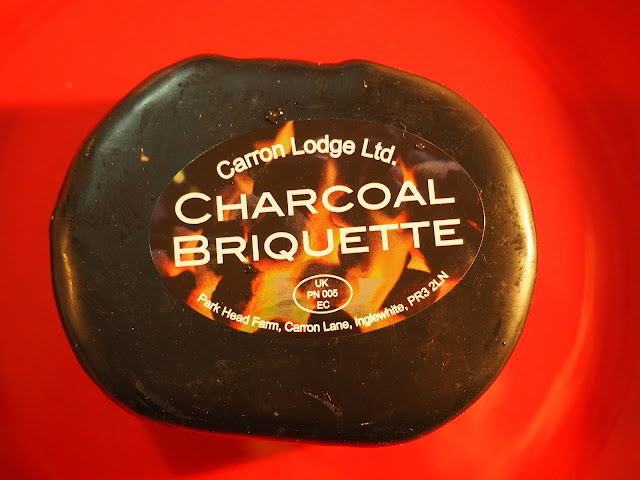 Carron Lodge Ltd.
CHARCOAL
BRIQUETTE
UK
PN 005
EC
Park Head Farm, Carron Lane, Inglewhite, PR3 2LN